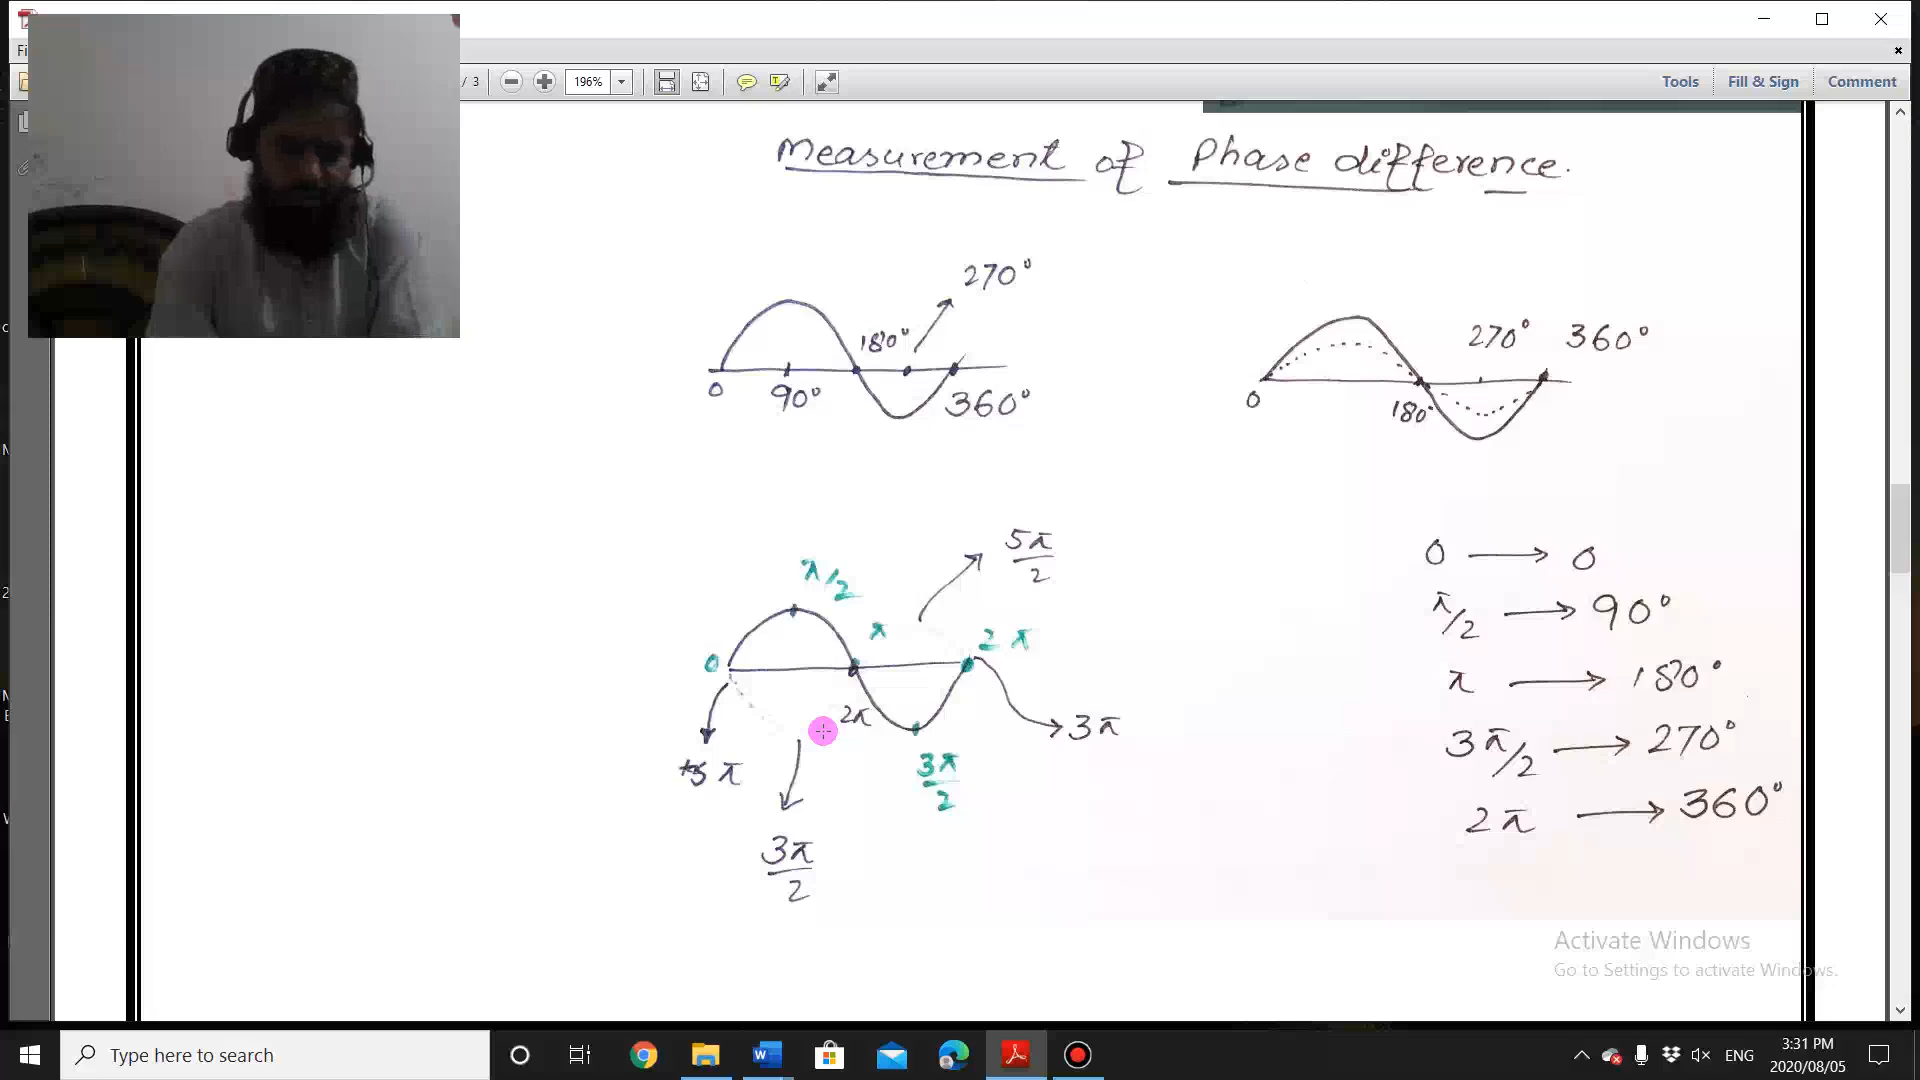 Fi
/ 3
196%
Tools
Fill & Sign
Comment
Measurement of Phase difference.
270°
180°
0
90°
360°
270° 360°
0
180°
5π/2
π/2
π
2π
0
2π
3π
π
3π/2
3π/2
0 → 0
π/2 → 90°
π → 180°
3π/2 → 270°
2π → 360°
Activate Windows
Go to Settings to activate Windows.
Type here to search
ENG
3:31 PM
2020/08/05